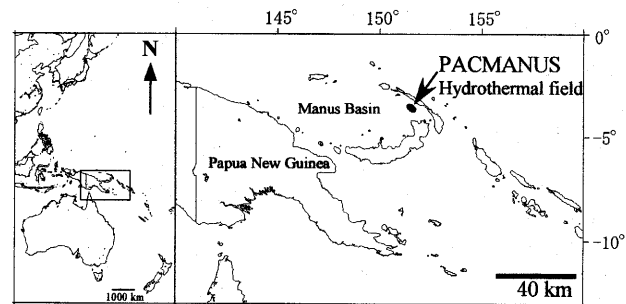 145° 150° 155°
0°
N
PACMANUS
Hydrothermal field
Manus Basin
-5°
Papua New Guinea
-10°
1000 km
40 km